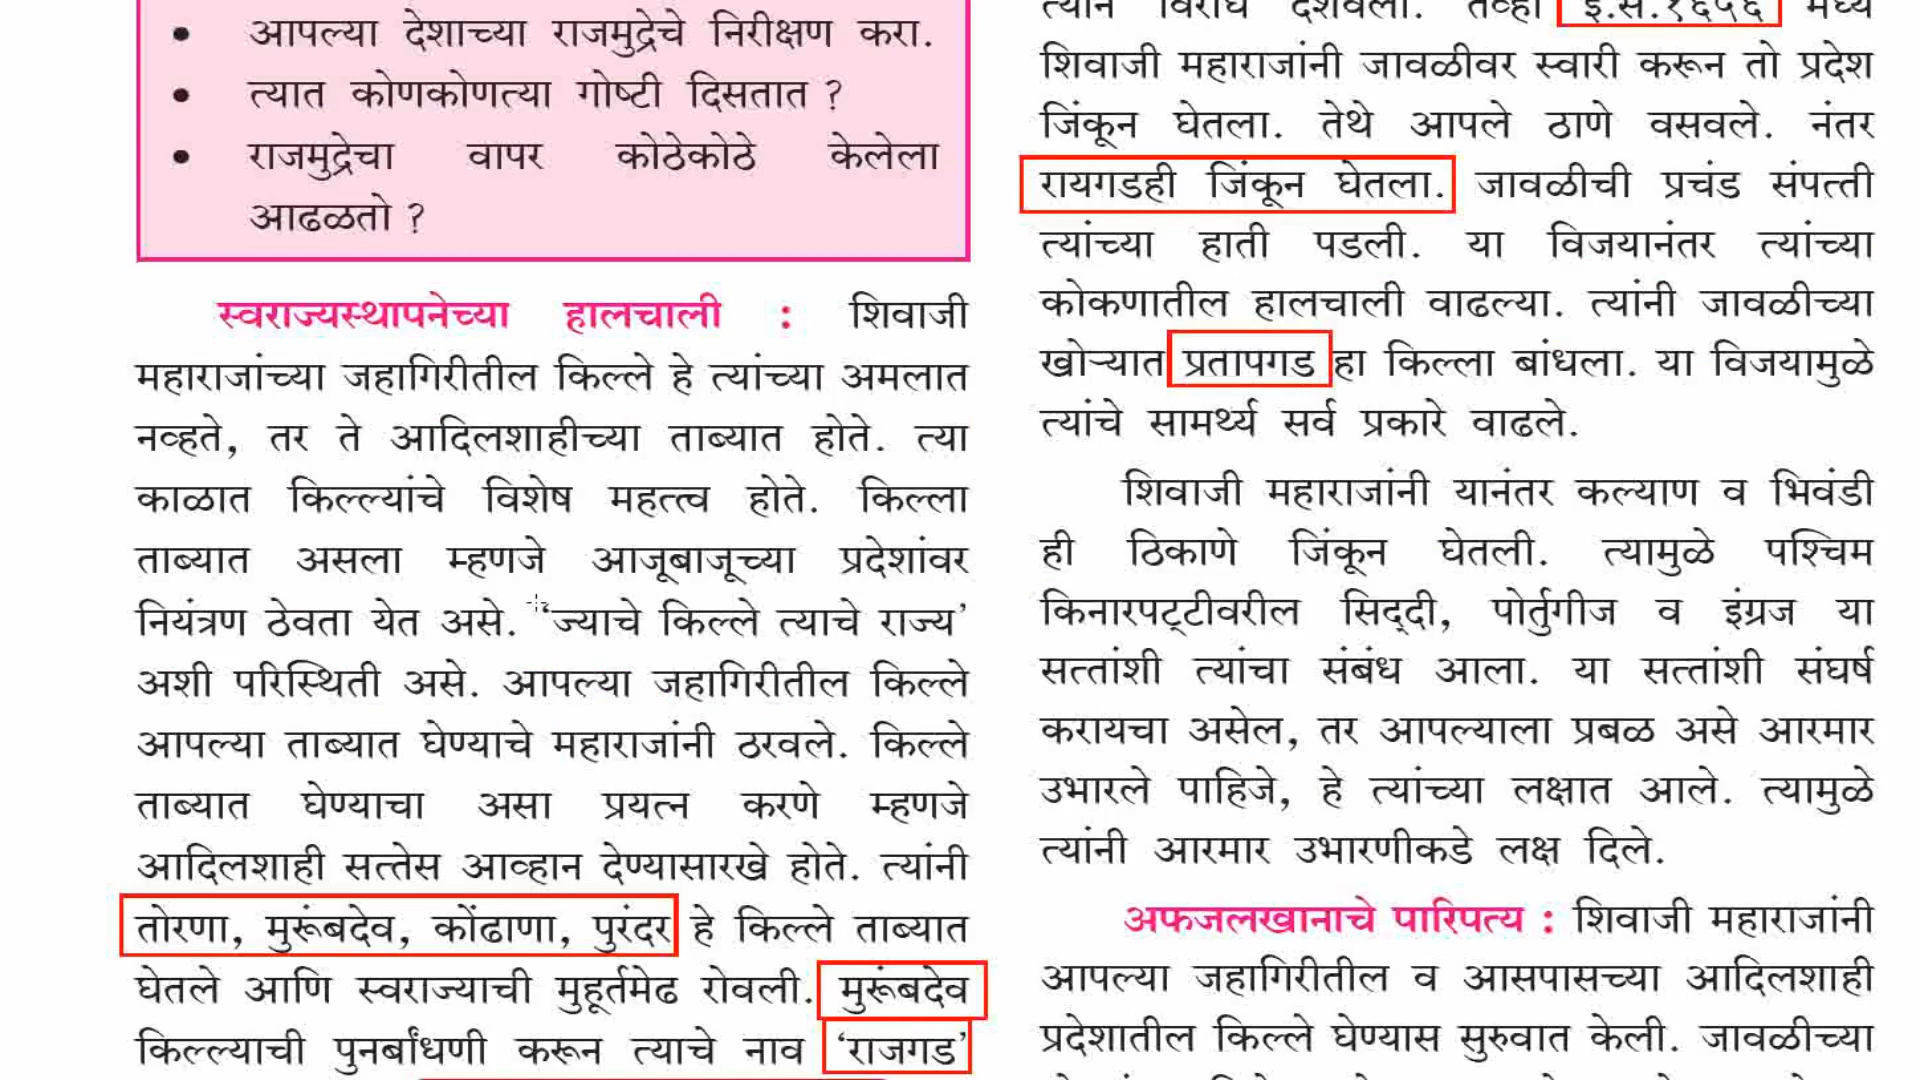 • आपल्या देशाच्या राजमुद्रेचे निरीक्षण करा.
• त्यात कोणकोणत्या गोष्टी दिसतात ?
• राजमुद्रेचा वापर कोठेकोठे केलेला
आढळतो ?
स्वराज्यस्थापनेच्या हालचाली : शिवाजी
महाराजांच्या जहागिरीतील किल्ले हे त्यांच्या अमलात
नव्हते, तर ते आदिलशाहीच्या ताब्यात होते. त्या
काळात किल्ल्यांचे विशेष महत्त्व होते. किल्ला
ताब्यात असला म्हणजे आजूबाजूच्या प्रदेशांवर
नियंत्रण ठेवता येत असे. ‘ज्याचे किल्ले त्याचे राज्य’
अशी परिस्थिती असे. आपल्या जहागिरीतील किल्ले
आपल्या ताब्यात घेण्याचे महाराजांनी ठरवले. किल्ले
ताब्यात घेण्याचा असा प्रयत्न करणे म्हणजे
आदिलशाही सत्तेस आव्हान देण्यासारखे होते. त्यांनी
तोरणा, मुरूंबदेव, कोंढाणा, पुरंदर हे किल्ले ताब्यात
घेतले आणि स्वराज्याची मुहूर्तमेढ रोवली. मुरूंबदेव
किल्ल्याची पुनर्बांधणी करून त्याचे नाव ‘राजगड’
त्याने विरोध दर्शवला. तेव्हा इ.स.१६५६ मध्ये
शिवाजी महाराजांनी जावळीवर स्वारी करून तो प्रदेश
जिंकून घेतला. तेथे आपले ठाणे वसवले. नंतर
रायगडही जिंकून घेतला. जावळीची प्रचंड संपत्ती
त्यांच्या हाती पडली. या विजयानंतर त्यांच्या
कोकणातील हालचाली वाढल्या. त्यांनी जावळीच्या
खोऱ्यात प्रतापगड हा किल्ला बांधला. या विजयामुळे
त्यांचे सामर्थ्य सर्व प्रकारे वाढले.
शिवाजी महाराजांनी यानंतर कल्याण व भिवंडी
ही ठिकाणे जिंकून घेतली. त्यामुळे पश्चिम
किनारपट्टीवरील सिद्दी, पोर्तुगीज व इंग्रज या
सत्तांशी त्यांचा संबंध आला. या सत्तांशी संघर्ष
करायचा असेल, तर आपल्याला प्रबळ असे आरमार
उभारले पाहिजे, हे त्यांच्या लक्षात आले. त्यामुळे
त्यांनी आरमार उभारणीकडे लक्ष दिले.
अफजलखानाचे पारिपत्य : शिवाजी महाराजांनी
आपल्या जहागिरीतील व आसपासच्या आदिलशाही
प्रदेशातील किल्ले घेण्यास सुरुवात केली. जावळीच्या